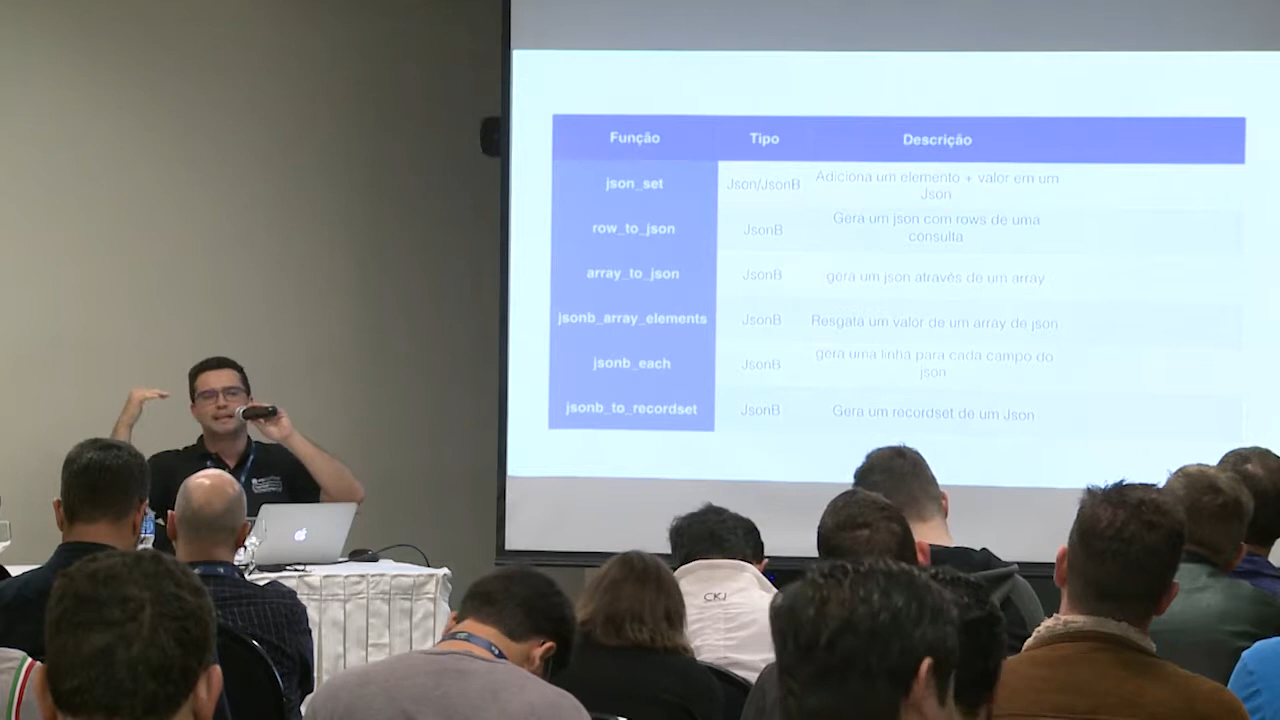 Função Tipo Descrição
json_set Json/JsonB Adiciona um elemento + valor em um
Json
row_to_json JsonB Gera um json com rows de uma
consulta
array_to_json JsonB gera um json através de um array
jsonb_array_elements JsonB Resgata um valor de um array de json
jsonb_each JsonB gera uma linha para cada campo do
json
jsonb_to_recordset JsonB Gera um recordset de um Json
CKJ